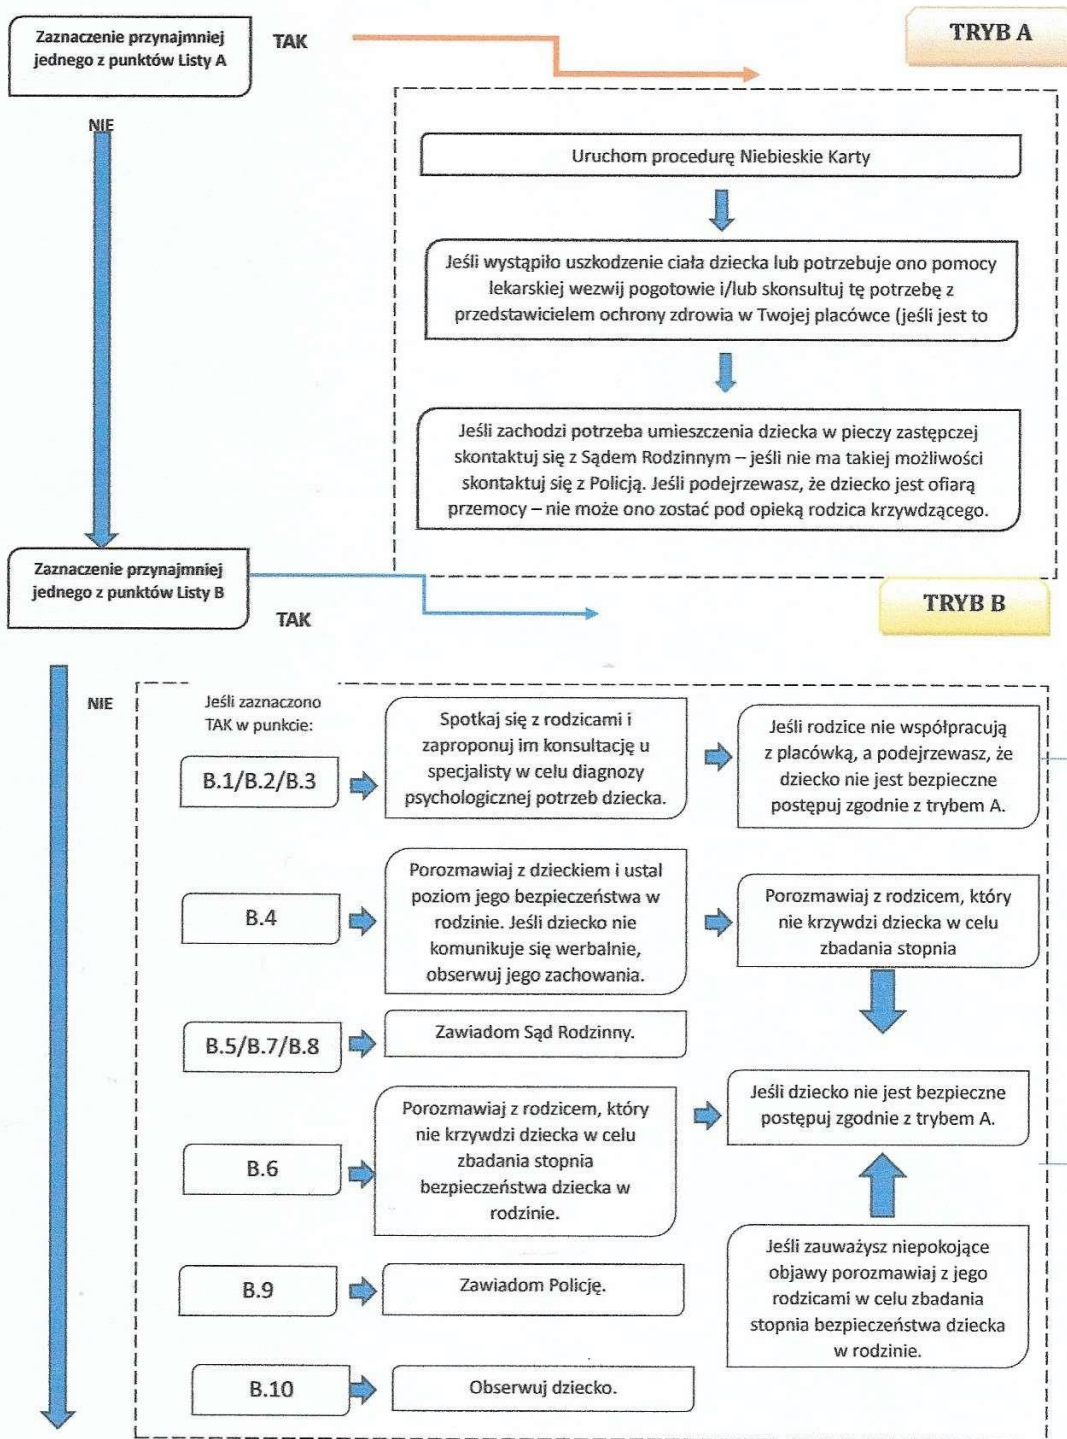 Zaznaczenie przynajmniej
jednego z punktów Listy A
TAK
TRYB A
NIE
Uruchom procedurę Niebieskie Karty
Jeśli wystąpiło uszkodzenie ciała dziecka lub potrzebuje ono pomocy
lekarskiej wezwij pogotowie i/lub skonsultuj tę potrzebę z
przedstawicielem ochrony zdrowia w Twojej placówce (jeśli jest to
Jeśli zachodzi potrzeba umieszczenia dziecka w pieczy zastępczej
skontaktuj się z Sądem Rodzinnym – jeśli nie ma takiej możliwości
skontaktuj się z Policją. Jeśli podejrzewasz, że dziecko jest ofiarą
przemocy – nie może ono zostać pod opieką rodzica krzywdzącego.
Zaznaczenie przynajmniej
jednego z punktów Listy B
TAK
TRYB B
NIE
Jeśli zaznaczono
TAK w punkcie:
B.1/B.2/B.3
Spotkaj się z rodzicami i
zaproponuj im konsultację u
specjalisty w celu diagnozy
psychologicznej potrzeb dziecka.
Jeśli rodzice nie współpracują
z placówką, a podejrzewasz, że
dziecko nie jest bezpieczne
postępuj zgodnie z trybem A.
B.4
Porozmawiaj z dzieckiem i ustal
poziom jego bezpieczeństwa w
rodzinie. Jeśli dziecko nie
komunikuje się werbalnie,
obserwuj jego zachowania.
Porozmawiaj z rodzicem, który
nie krzywdzi dziecka w celu
zbadania stopnia
B.5/B.7/B.8
Zawiadom Sąd Rodzinny.
B.6
Porozmawiaj z rodzicem, który
nie krzywdzi dziecka w celu
zbadania stopnia
bezpieczeństwa dziecka w
rodzinie.
Jeśli dziecko nie jest bezpieczne
postępuj zgodnie z trybem A.
B.9
Zawiadom Policję.
Jeśli zauważysz niepokojące
objawy porozmawiaj z jego
rodzicami w celu zbadania
stopnia bezpieczeństwa dziecka
w rodzinie.
B.10
Obserwuj dziecko.